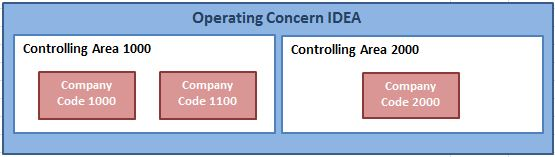 Operating Concern IDEA
Controlling Area 1000
Company
Code 1000
Company
Code 1100
Controlling Area 2000
Company
Code 2000